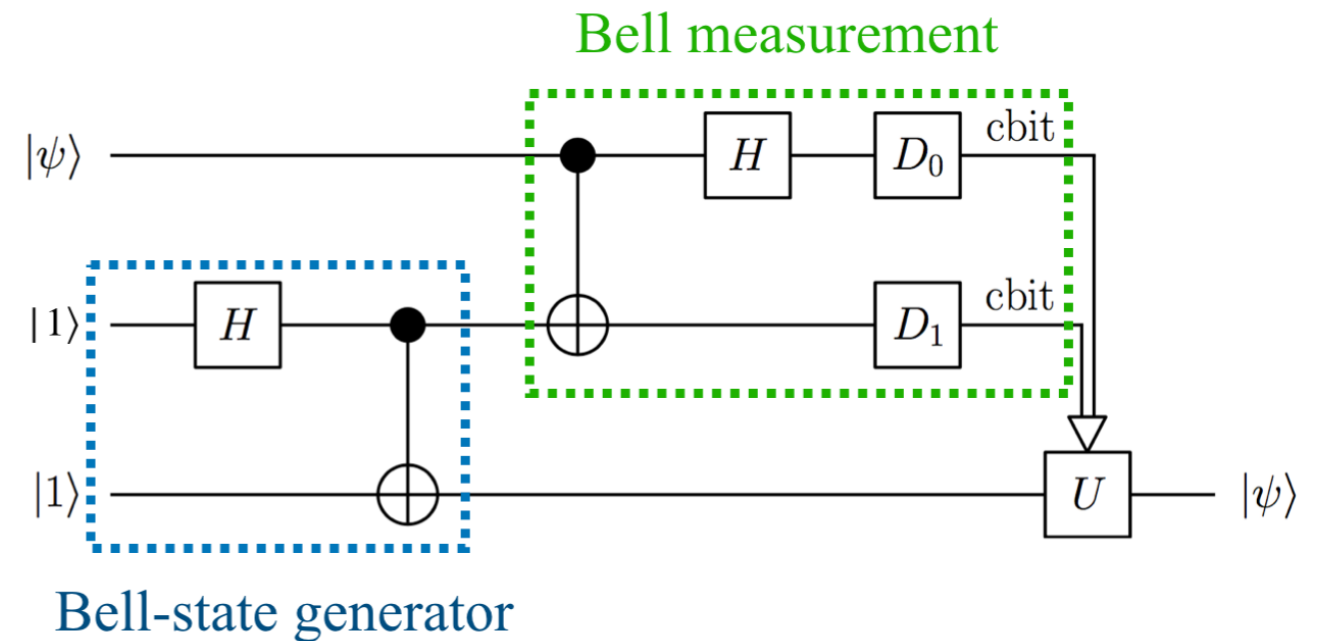 Bell measurement
|ψ⟩
H
D₀
cbit
|1⟩
H
D₁
cbit
|1⟩
U
|ψ⟩
Bell-state generator